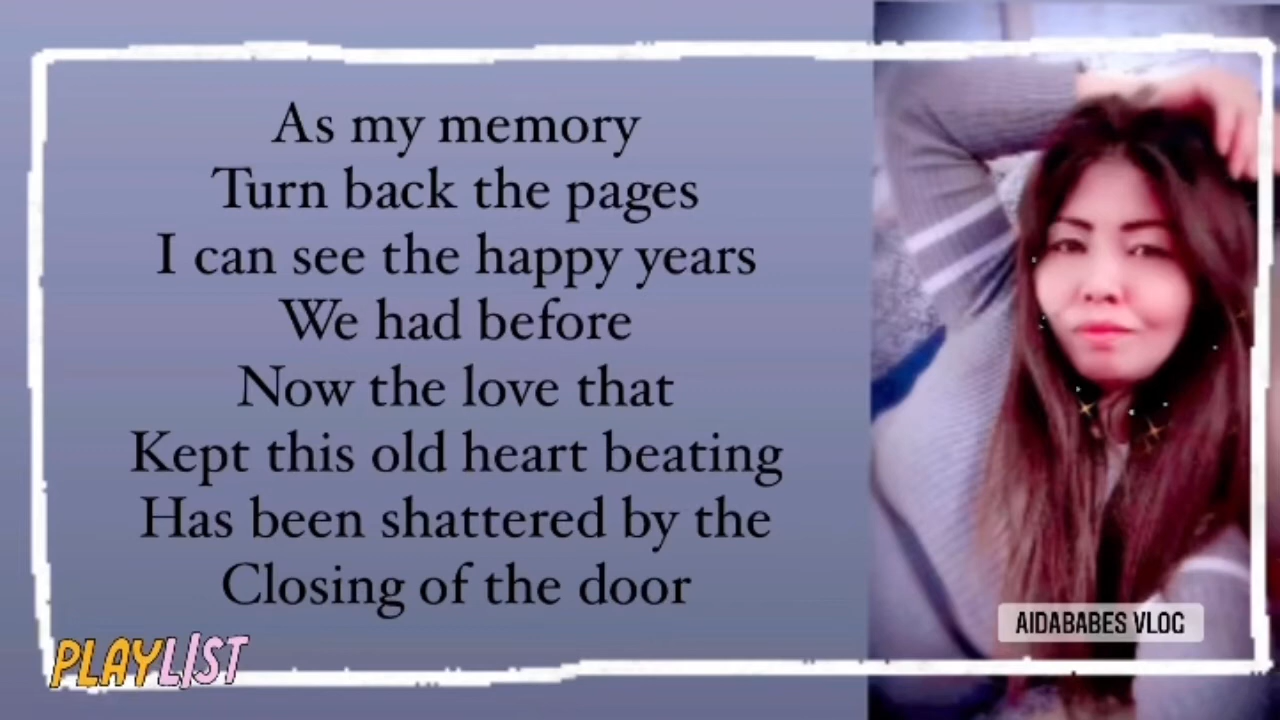 As my memory
Turn back the pages
I can see the happy years
We had before
Now the love that
Kept this old heart beating
Has been shattered by the
Closing of the door
PLAYLIST
AIDABABES VLOG